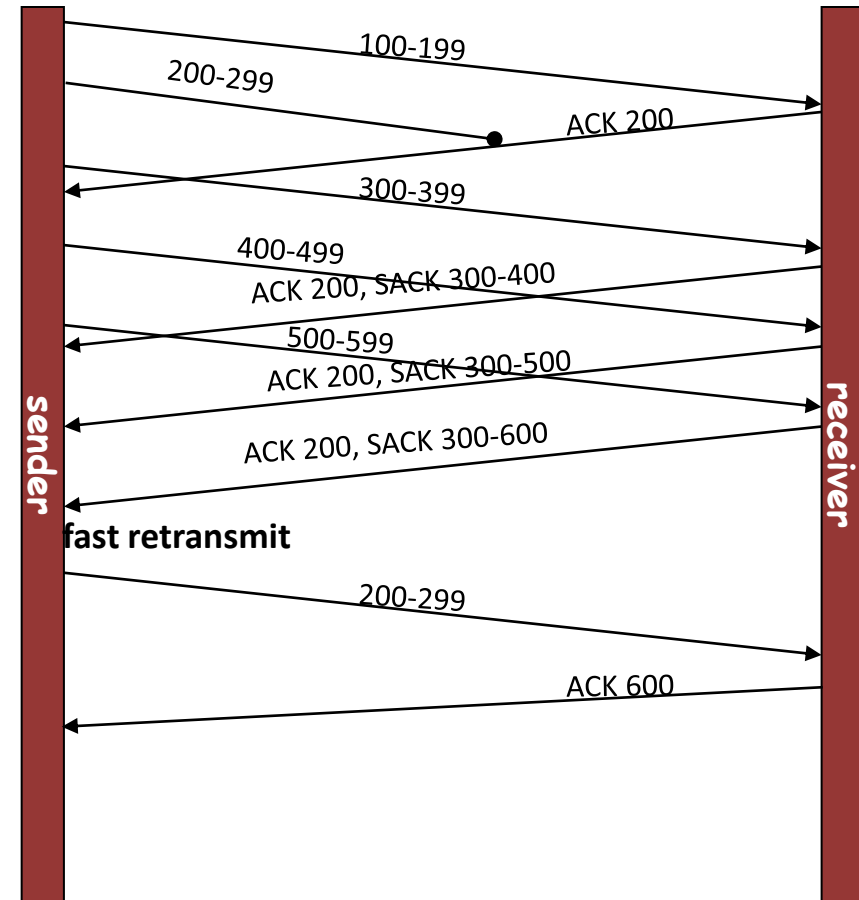 100-199
200-299
ACK 200
300-399
400-499
ACK 200, SACK 300-400
500-599
ACK 200, SACK 300-500
sender
receiver
ACK 200, SACK 300-600
fast retransmit
200-299
ACK 600